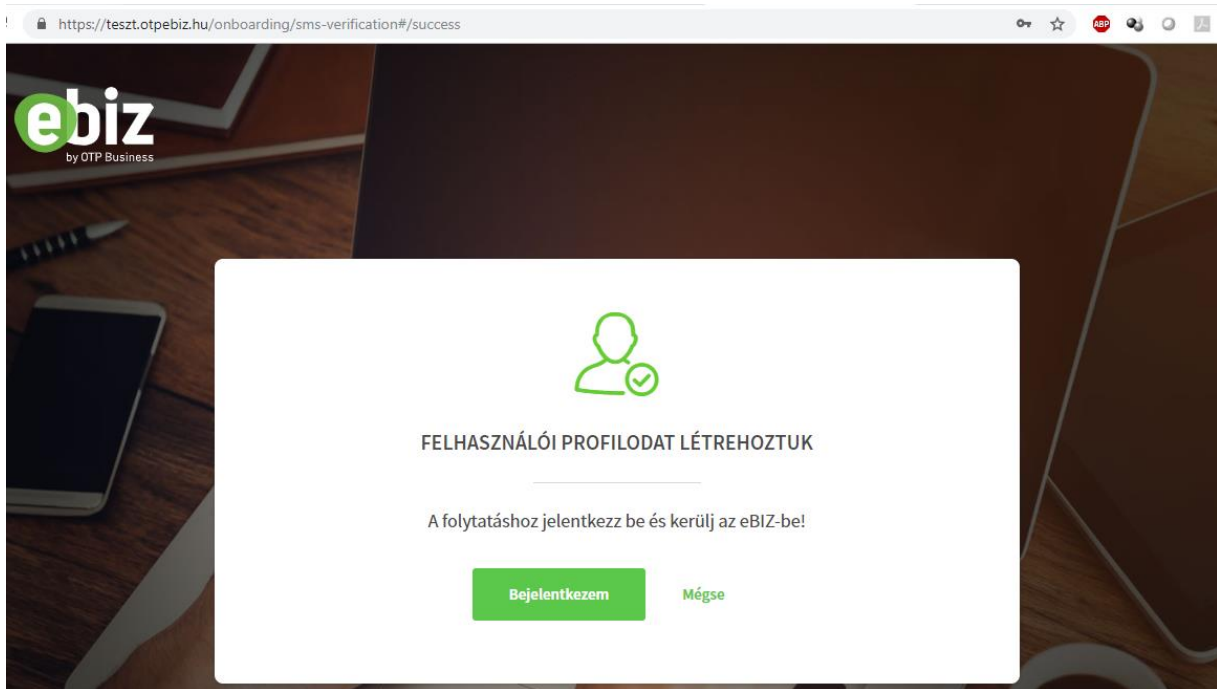 https://teszt.otpebiz.hu/onboarding/sms-verification#/success
ABP
ebiz
by OTP Business
FELHASZNÁLÓI PROFILODAT LÉTREHOZTUK
A folytatáshoz jelentkezz be és kerülj az eBIZ-be!
Bejelentkezem Mégse